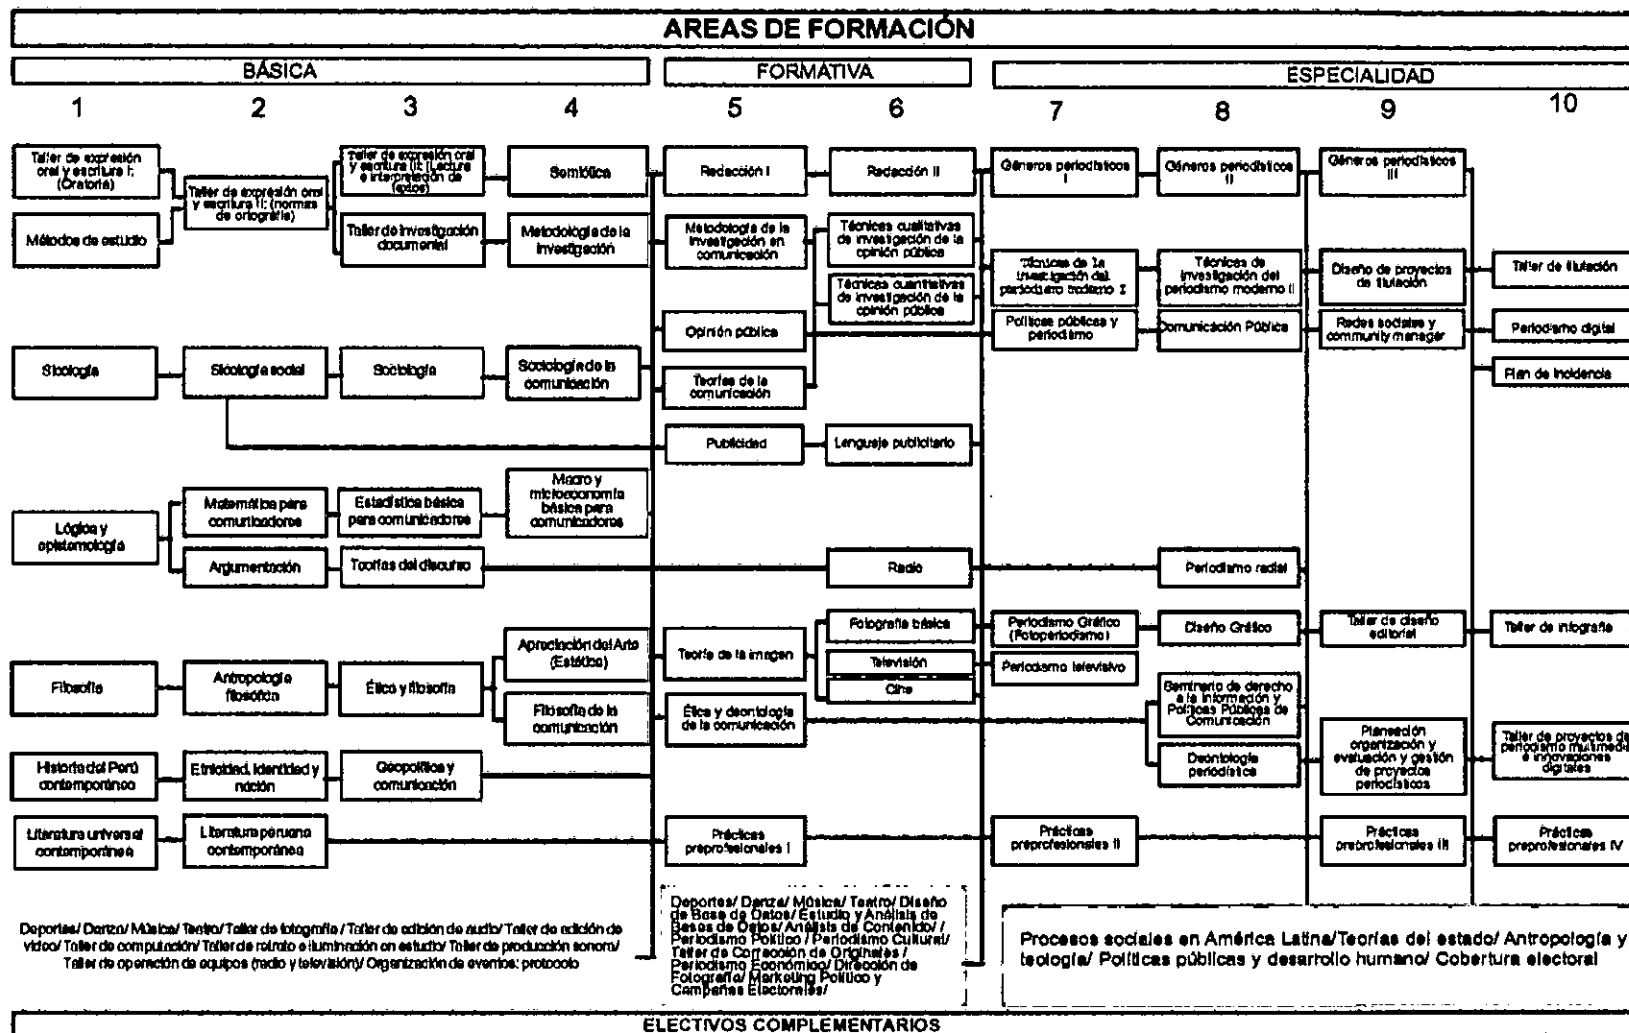 AREAS DE FORMACIÓN
BÁSICA
FORMATIVA
ESPECIALIDAD
1
2
3
4
5
6
7
8
9
10
Taller de expresión
oral y escritura I:
(Oratoria)
Métodos de estudio
Taller de expresión oral
y escritura II: (normas
de ortografía)
Taller de expresión oral
y escritura III: (Lectura
e interpretación de
textos)
Taller de investigación
documental
Semiótica
Metodología de la
investigación
Redacción I
Metodología de la
investigación en
comunicación
Redacción II
Técnicas cualitativas
de investigación de la
opinión pública
Técnicas cuantitativas
de investigación de la
opinión pública
Géneros periodísticos
I
Técnicas de la
investigación del
periodismo moderno I
Géneros periodísticos
II
Técnicas de
investigación del
periodismo moderno II
Géneros periodísticos
III
Diseño de proyectos
de titulación
Taller de titulación
Opinión pública
Políticas públicas y
periodismo
Comunicación Pública
Redes sociales y
community manager
Periodismo digital
Plan de Incidencia
Sicología
Sicología social
Sociología
Sociología de la
comunicación
Teorías de la
comunicación
Publicidad
Lenguaje publicitario
Lógica y
epistemología
Matemática para
comunicadores
Estadística básica
para comunicadores
Macro y
microeconomía
básica para
comunicadores
Argumentación
Teorías del discurso
Radio
Periodismo radial
Filosofía
Antropología
filosófica
Ética y filosofía
Apreciación del Arte
(Estética)
Filosofía de la
comunicación
Teoría de la imagen
Ética y deontología
de la comunicación
Fotografía básica
Televisión
Cine
Periodismo Gráfico
(Fotoperiodismo)
Periodismo televisivo
Diseño Gráfico
Seminario de derecho
a la información y
Políticas Públicas de
Comunicación
Deontología
periodística
Taller de diseño
editorial
Planeación
organización y
evaluación y gestión
de proyectos
periodísticos
Taller de infografía
Taller de proyectos de
periodismo multimedia
e innovaciones
digitales
Historia del Perú
contemporáneo
Etnicidad, identidad y
nación
Geopolítica y
comunicación
Literatura universal
contemporánea
Literatura peruana
contemporánea
Prácticas
preprofesionales I
Prácticas
preprofesionales II
Prácticas
preprofesionales III
Prácticas
preprofesionales IV
Deportes/ Danza/ Música/ Teatro/ Taller de fotografía / Taller de edición de audio/ Taller de edición de
video/ Taller de computación/ Taller de retrato e iluminación en estudio/ Taller de producción sonora/
Taller de operación de equipos (radio y televisión)/ Organización de eventos: protocolo
Deportes/ Danza/ Música/ Teatro/ Diseño
de Base de Datos/ Estudio y Análisis de
Bases de Datos/ Análisis de Contenido/ /
Periodismo Político / Periodismo Cultural/
Taller de Corrección de Originales /
Periodismo Económico/ Dirección de
Fotografía/ Marketing Político y
Campañas Electorales/
Procesos sociales en América Latina/Teorías del estado/ Antropología y
teología/ Políticas públicas y desarrollo humano/ Cobertura electoral
ELECTIVOS COMPLEMENTARIOS